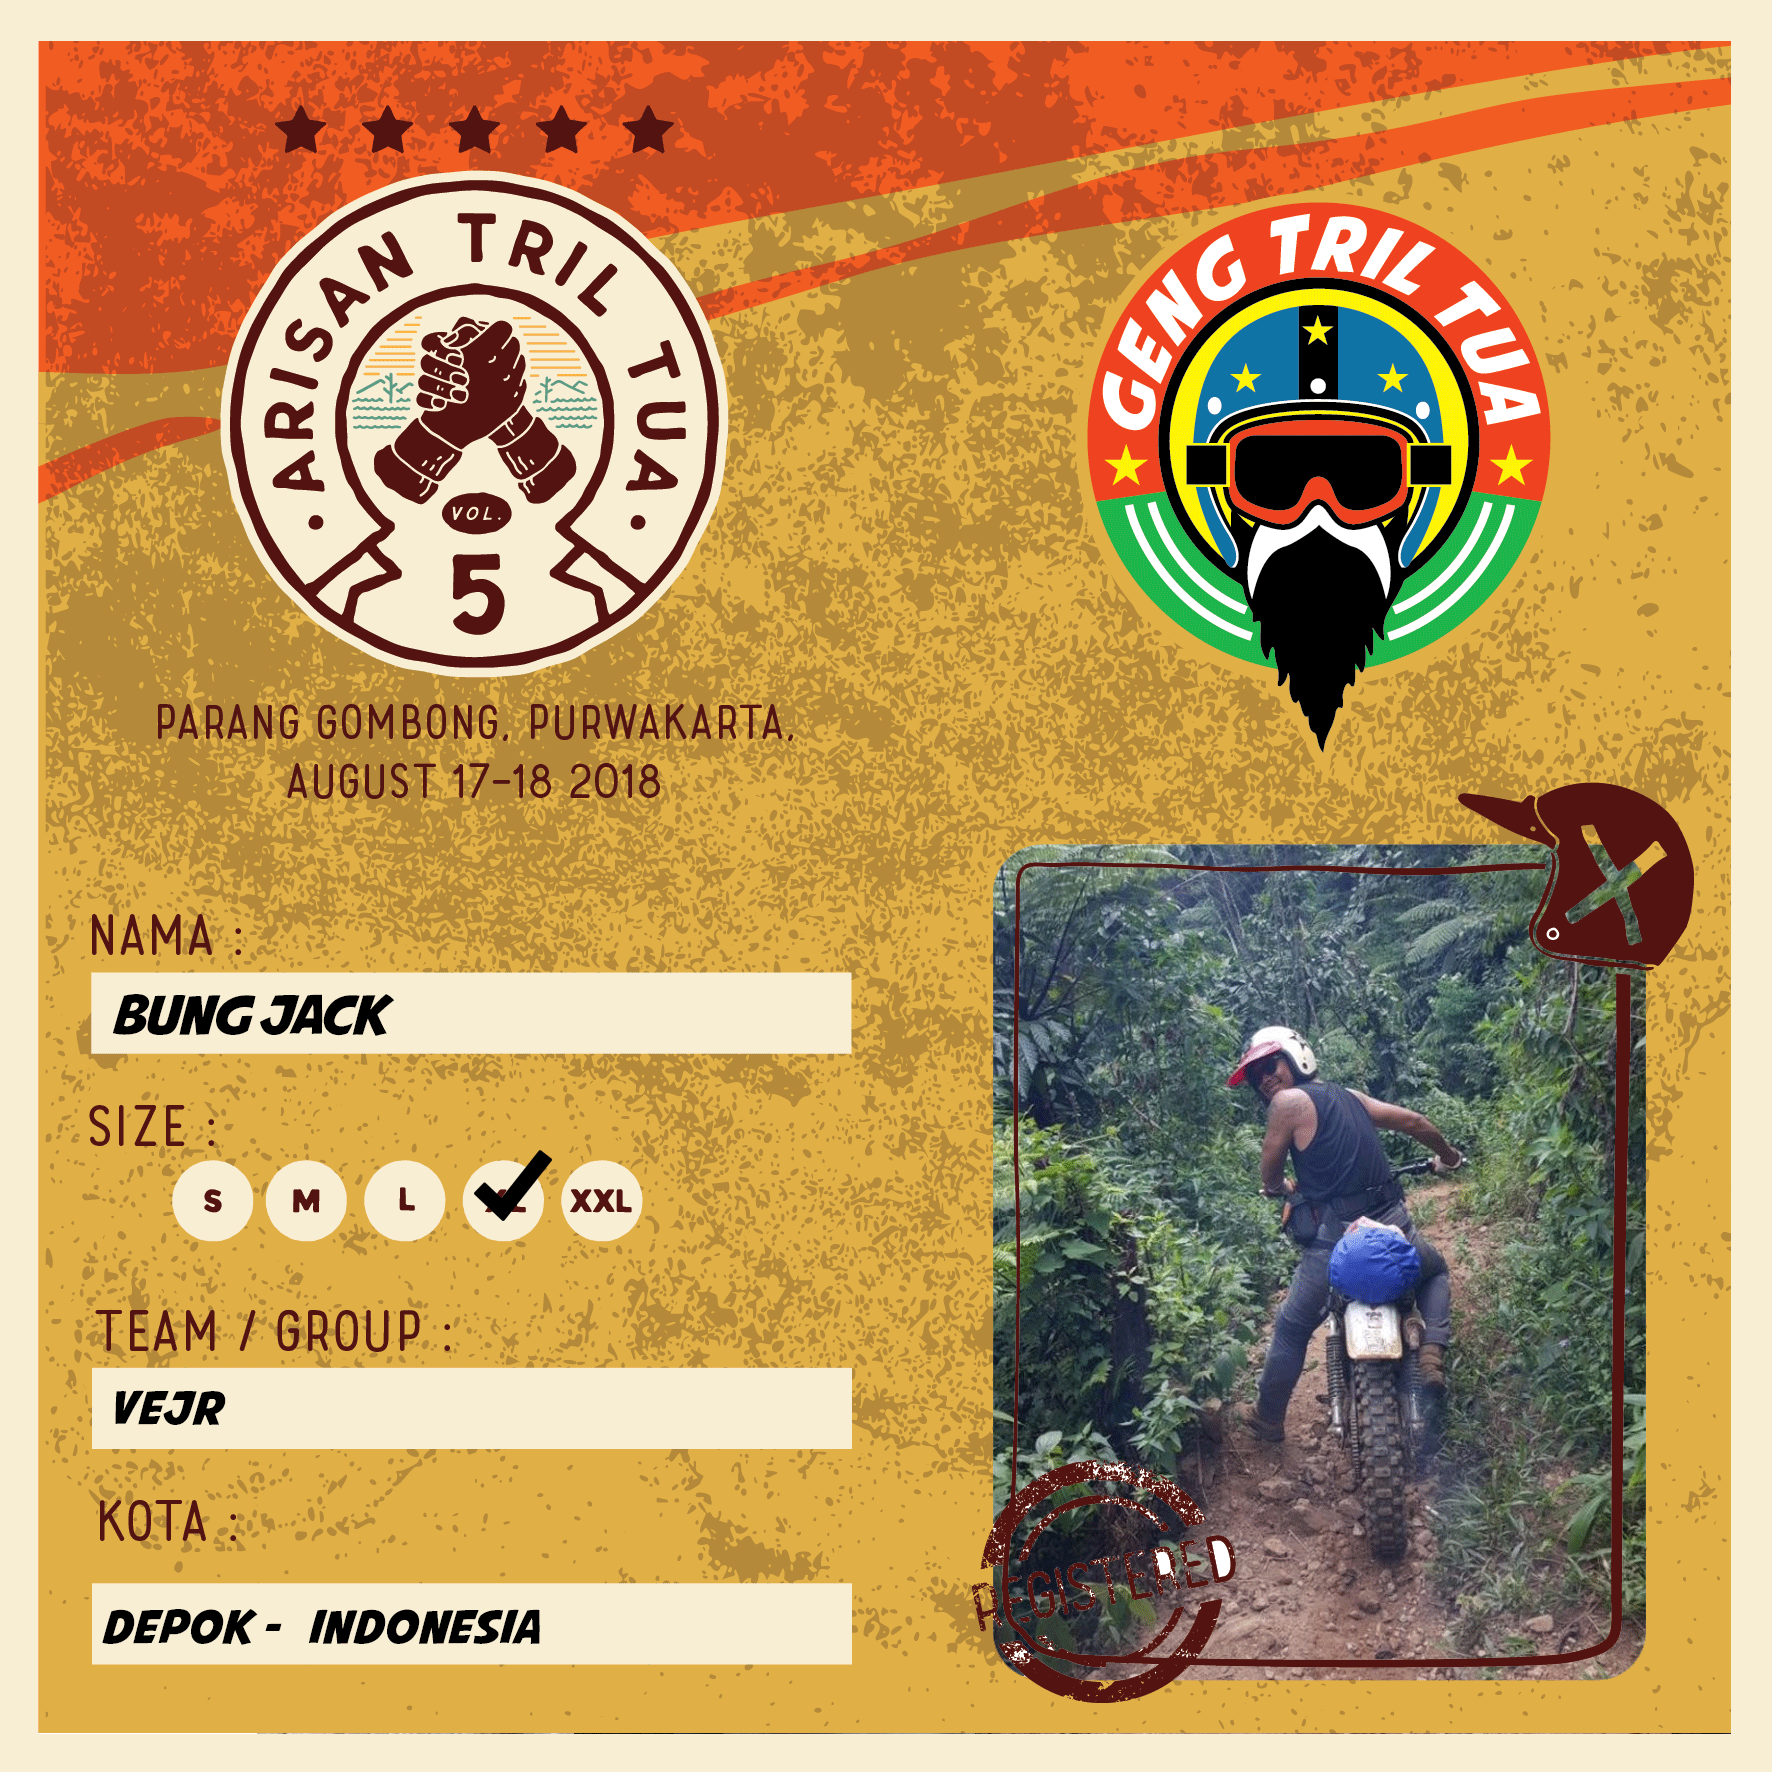 ARISAN TRIL TUA
VOL.
5
GENG TRIL TUA
PARANG GOMBONG, PURWAKARTA,
AUGUST 17-18 2018
NAMA :
BUNG JACK
SIZE :
S M L XL XXL
TEAM / GROUP :
VEJR
KOTA :
DEPOK - INDONESIA
REGISTERED